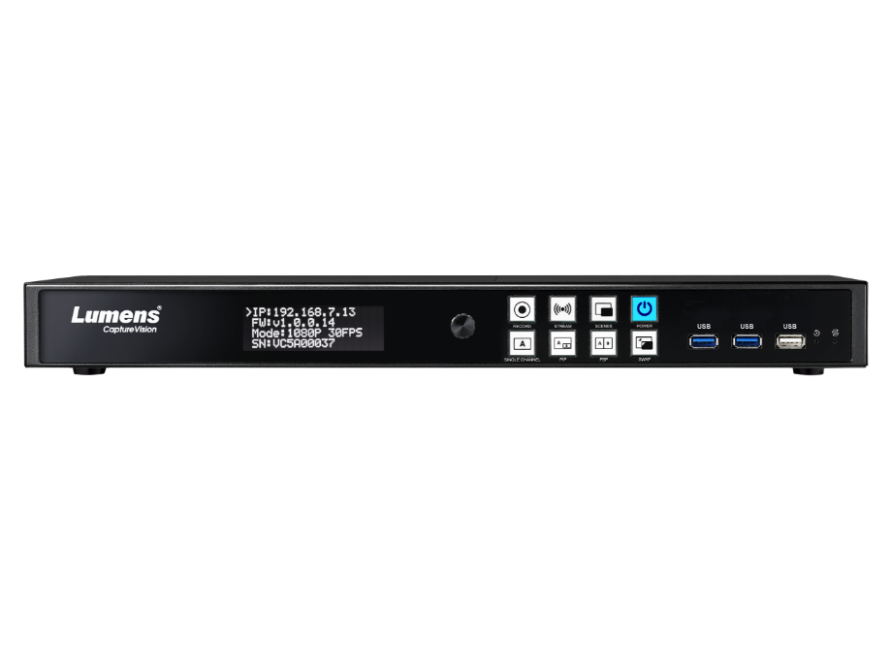 Lumens®
CaptureVision
>IP:192.168.7.13
FW:v1.0.0.14
Mode:1080P 30FPS
SN:VC5A00037
RECORD STREAM SCENES POWER
A
A B
SINGLE CHANNEL PIP PBP SWAP
USB USB USB